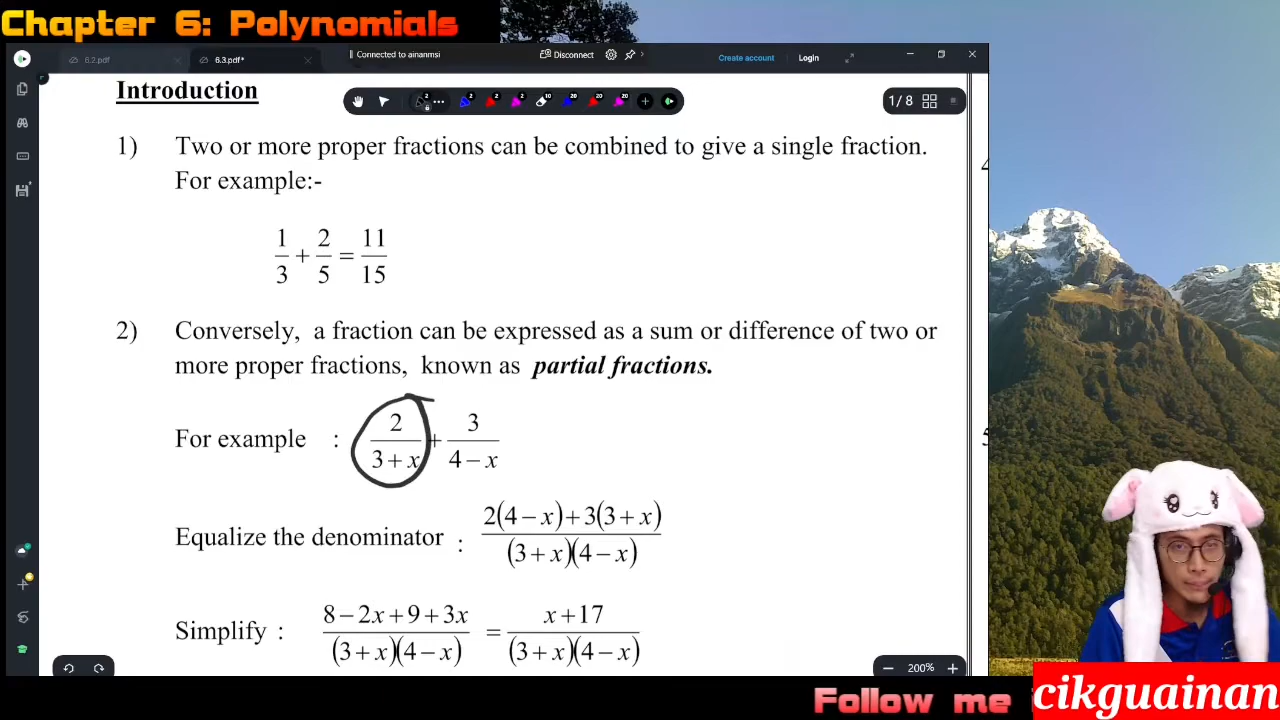 Chapter 6: Polynomials
6.2.pdf
6.3.pdf*
Connected to ainanmsi
Disconnect
Create account
Login
Introduction
1/8
1) Two or more proper fractions can be combined to give a single fraction.
For example:-
1/3 + 2/5 = 11/15
2) Conversely, a fraction can be expressed as a sum or difference of two or
more proper fractions, known as partial fractions.
For example : 2/(3+x) + 3/(4−x)
Equalize the denominator : (2(4−x)+3(3+x))/((3+x)(4−x))
Simplify : (8−2x+9+3x)/((3+x)(4−x)) = (x+17)/((3+x)(4−x))
200%
Follow me
cikguainan